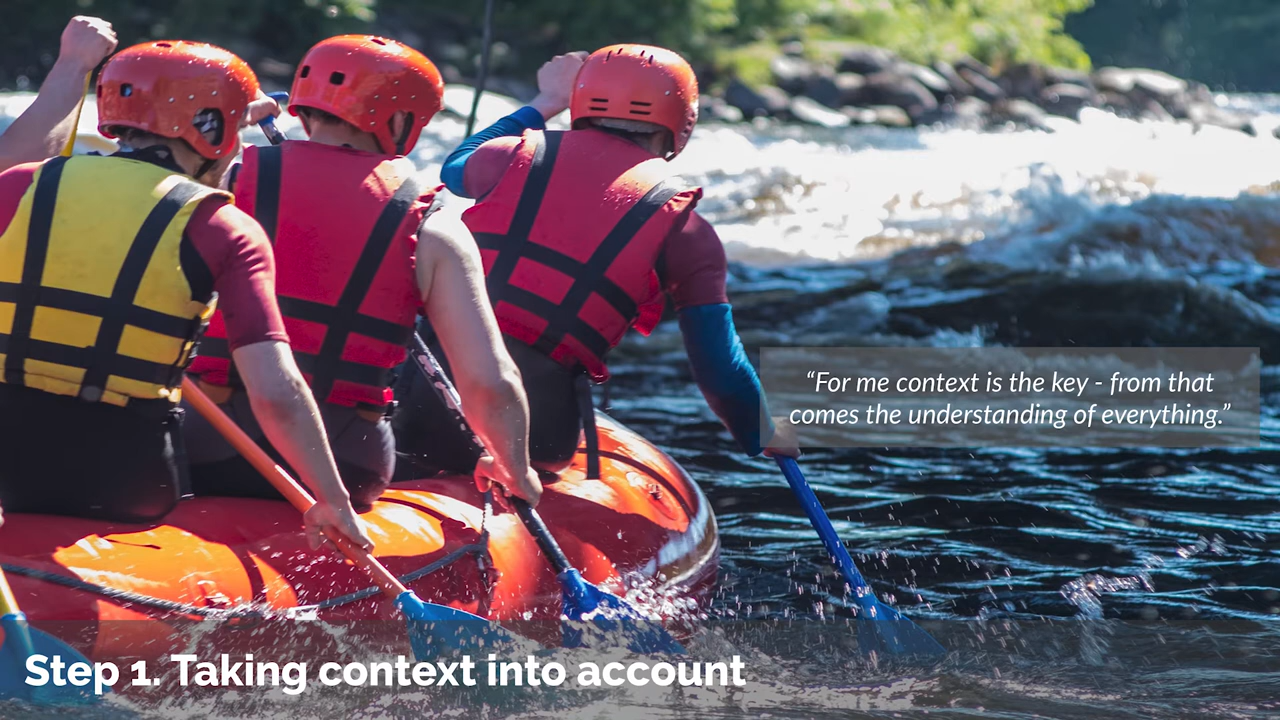 “For me context is the key - from that
comes the understanding of everything.”
Step 1. Taking context into account